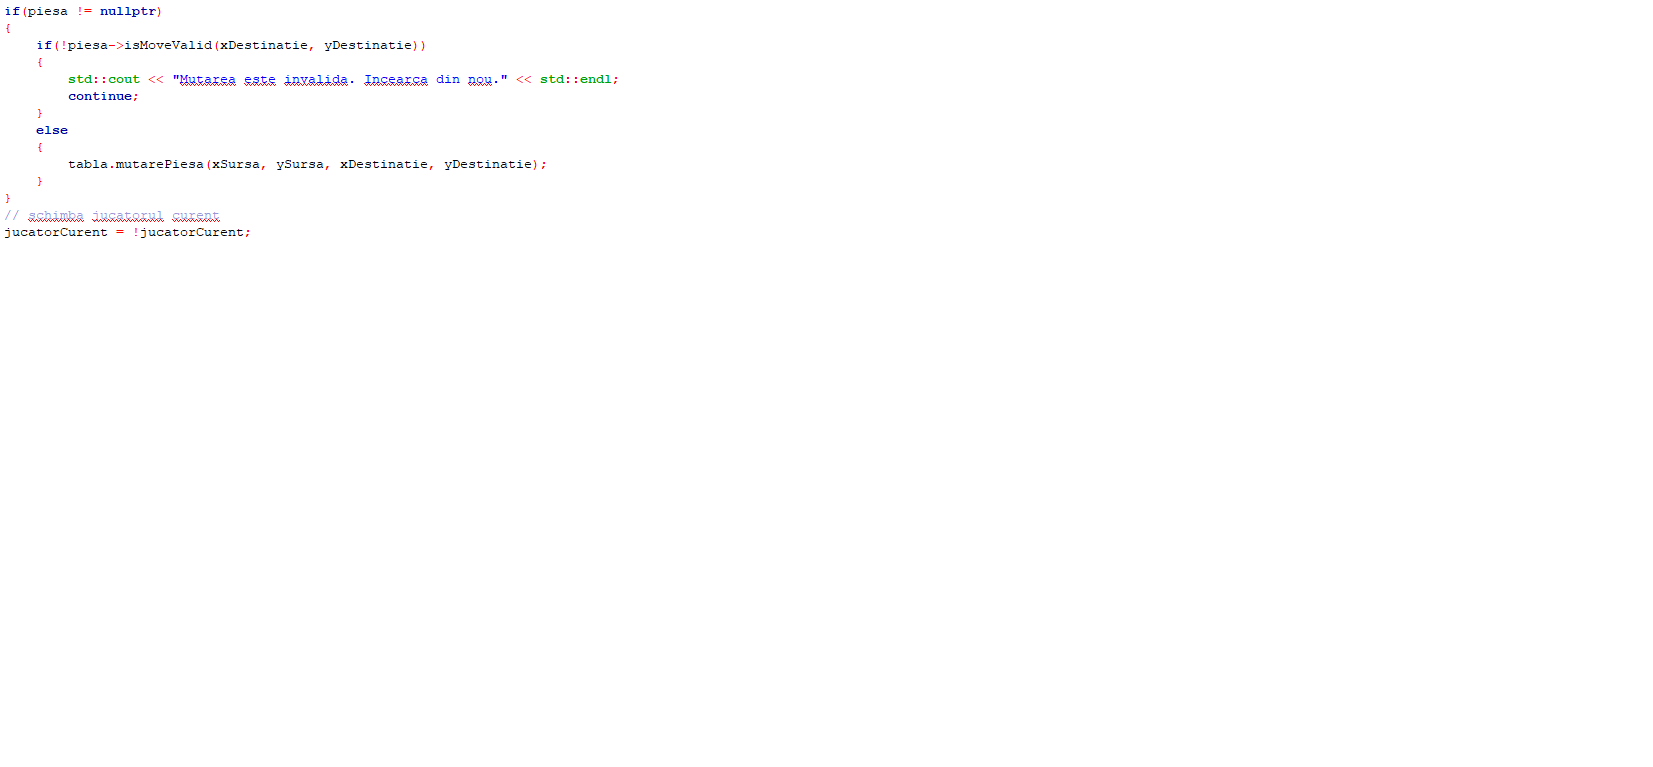 if(piesa != nullptr)
{
    if(!piesa->isMoveValid(xDestinatie, yDestinatie))
    {
        std::cout << "Mutarea este invalida. Incearca din nou." << std::endl;
        continue;
    }
    else
    {
        tabla.mutarePiesa(xSursa, ySursa, xDestinatie, yDestinatie);
    }
}
// schimba jucatorul curent
jucatorCurent = !jucatorCurent;